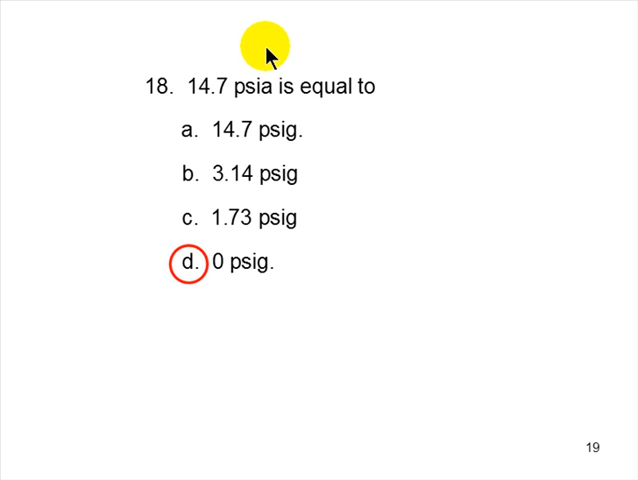 18. 14.7 psia is equal to
a. 14.7 psig.
b. 3.14 psig
c. 1.73 psig
d. 0 psig.
19